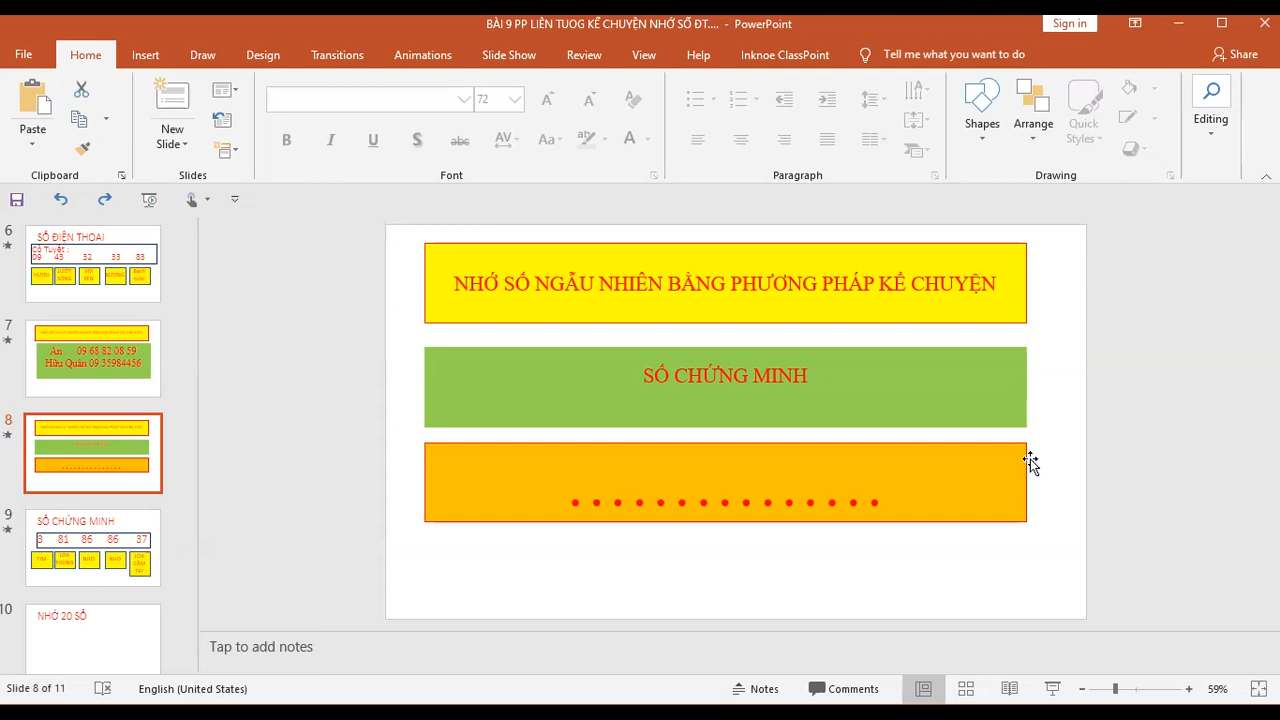 BÀI 9 PP LIÊN TUOG KỂ CHUYỆN NHỚ SỐ ĐT.... - PowerPoint
Sign in
File Home Insert Draw Design Transitions Animations Slide Show Review View Help Inknoe ClassPoint Tell me what you want to do Share
72
Paste
New Slide
Shapes
Arrange
Quick Styles
Editing
Clipboard Slides Font Paragraph Drawing
6
SỐ ĐIỆN THOẠI
Cô Tuyết :
09 43 32 33 83
7
An 09 68 82 08 59
Hữu Quân 09 35984456
8
9
SỐ CHỨNG MINH
3 81 86 86 37
10
NHỚ 20 SỐ
NHỚ SỐ NGẪU NHIÊN BẰNG PHƯƠNG PHÁP KỂ CHUYỆN
SỐ CHỨNG MINH
. . . . . . . . . . . . . . .
Tap to add notes
Slide 8 of 11 English (United States) Notes Comments 59%